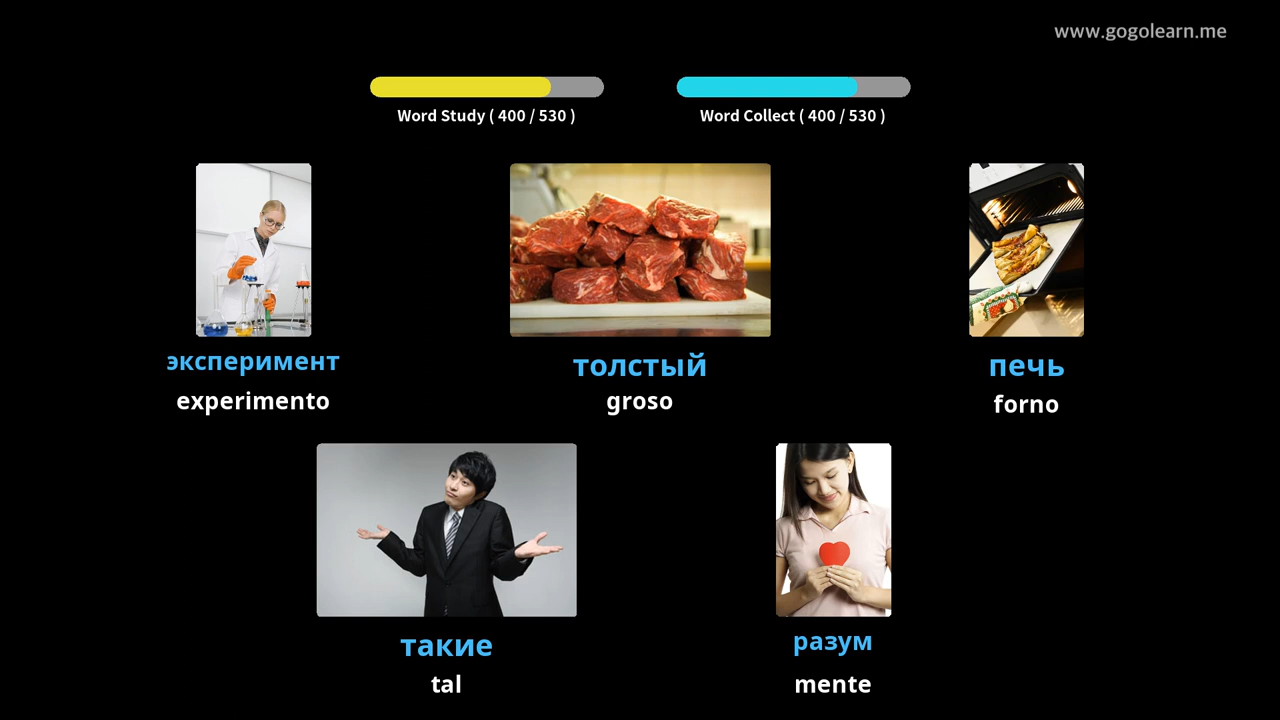 www.gogolearn.me
Word Study ( 400 / 530 )
Word Collect ( 400 / 530 )
эксперимент
experimento
толстый
groso
печь
forno
такие
tal
разум
mente